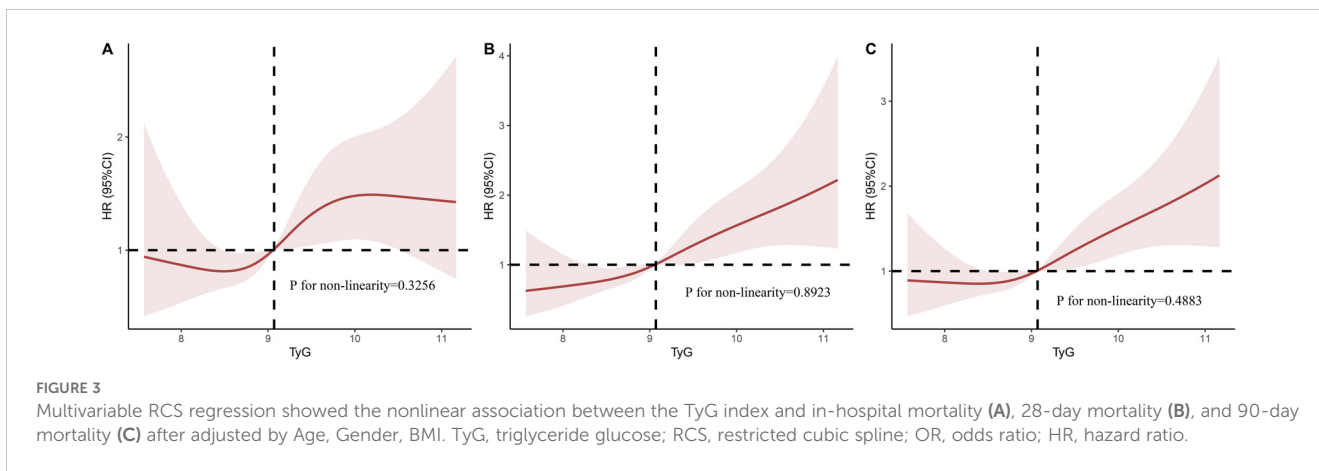 A
B
C
HR (95%CI)
2
1
P for non-linearity=0.3256
8
9
10
11
TyG
HR (95%CI)
4
3
2
1
P for non-linearity=0.8923
8
9
10
11
TyG
HR (95%CI)
3
2
1
P for non-linearity=0.4883
8
9
10
11
TyG
FIGURE 3
Multivariable RCS regression showed the nonlinear association between the TyG index and in-hospital mortality (A), 28-day mortality (B), and 90-day
mortality (C) after adjusted by Age, Gender, BMI. TyG, triglyceride glucose; RCS, restricted cubic spline; OR, odds ratio; HR, hazard ratio.